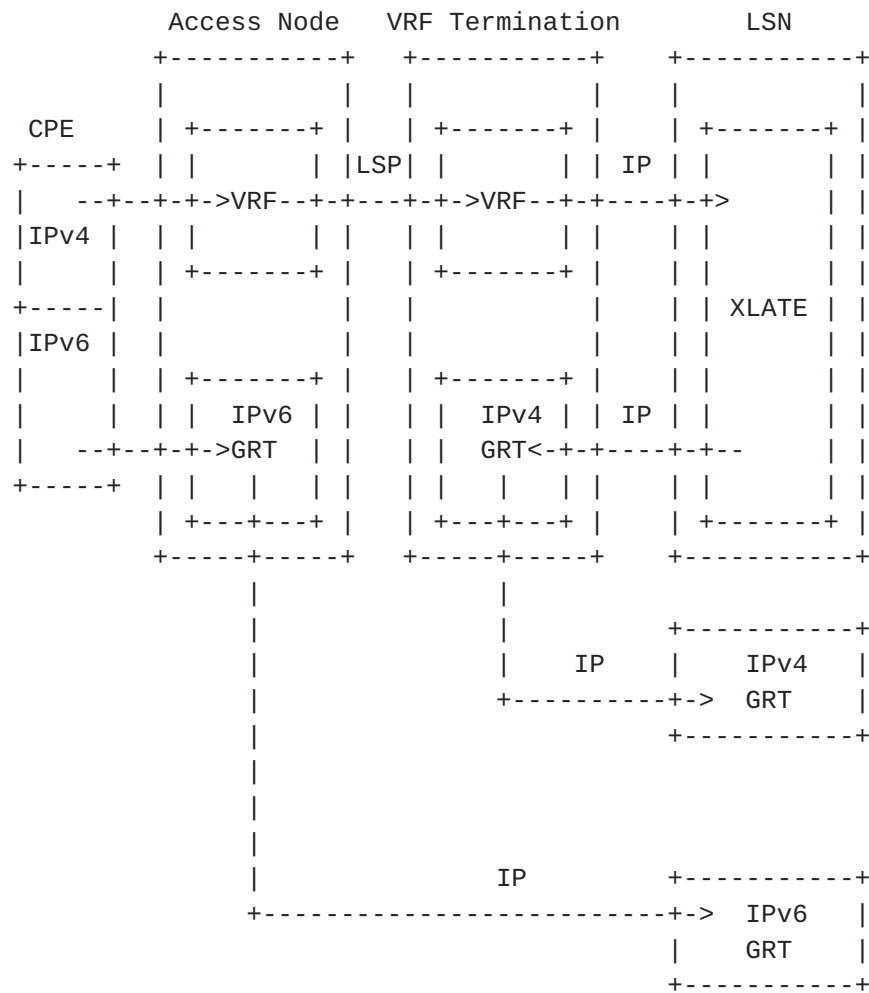 Access Node VRF Termination LSN
CPE
LSP IP
VRF VRF
IPv4
XLATE
IPv6
IPv6 IPv4 IP
GRT GRT
IP IPv4
GRT
IP
IPv6
GRT